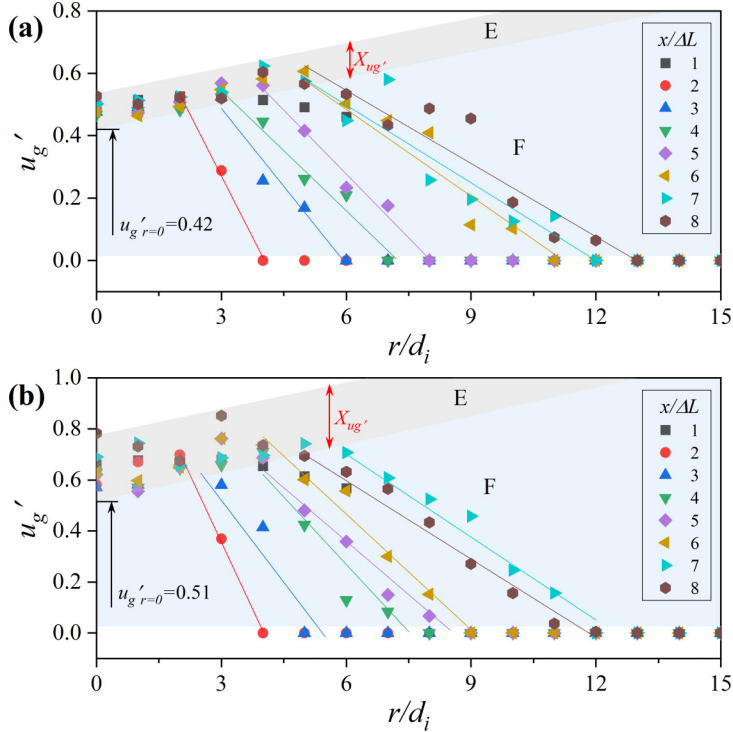 (a)
E
x/ΔL
X_ug′
1
2
3
4
5
6
7
8
F
u_g′
u_g′ r=0=0.42
0.8
0.6
0.4
0.2
0.0
0 3 6 9 12 15
r/d_i
(b)
E
x/ΔL
X_ug′
1
2
3
4
5
6
7
8
F
u_g′
u_g′ r=0=0.51
1.0
0.8
0.6
0.4
0.2
0.0
0 3 6 9 12 15
r/d_i